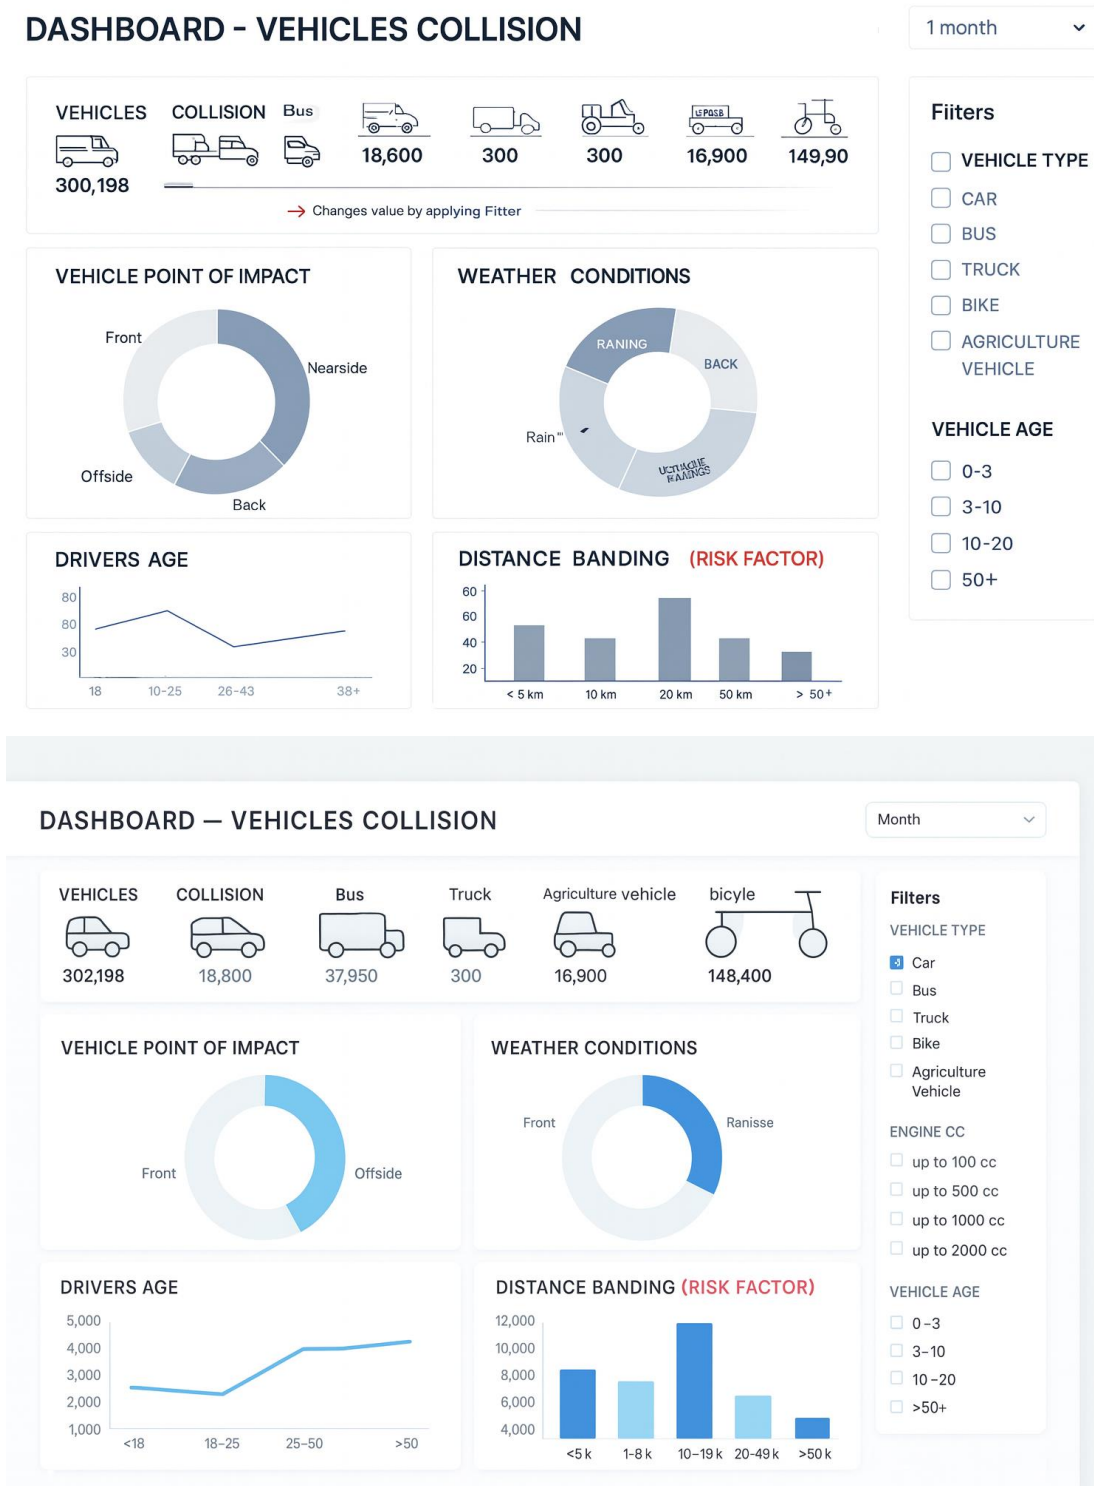 DASHBOARD - VEHICLES COLLISION
1 month
VEHICLES COLLISION Bus
LEPOSB
300,198
18,600 300 300 16,900 149,90
→ Changes value by applying Fitter
Fiiters
VEHICLE TYPE
CAR
BUS
TRUCK
BIKE
AGRICULTURE
VEHICLE
VEHICLE AGE
0-3
3-10
10-20
50+
VEHICLE POINT OF IMPACT
Front
Nearside
Offside
Back
WEATHER CONDITIONS
RANING
BACK
Rain"'
DRIVERS AGE
80
80
30
18 10-25 26-43 38+
DISTANCE BANDING (RISK FACTOR)
60
60
40
20
< 5 km 10 km 20 km 50 km > 50+
DASHBOARD — VEHICLES COLLISION
Month
VEHICLES COLLISION Bus Truck Agriculture vehicle bicyle
302,198 18,800 37,950 300 16,900 148,400
Filters
VEHICLE TYPE
Car
Bus
Truck
Bike
Agriculture
Vehicle
ENGINE CC
up to 100 cc
up to 500 cc
up to 1000 cc
up to 2000 cc
VEHICLE AGE
0-3
3-10
10-20
>50+
VEHICLE POINT OF IMPACT
Front
Offside
WEATHER CONDITIONS
Front
Ranisse
DRIVERS AGE
5,000
4,000
3,000
2,000
1,000
<18 18-25 25-50 >50
DISTANCE BANDING (RISK FACTOR)
12,000
10,000
8,000
6,000
4,000
<5 k 1-8 k 10-19 k 20-49 k >50 k